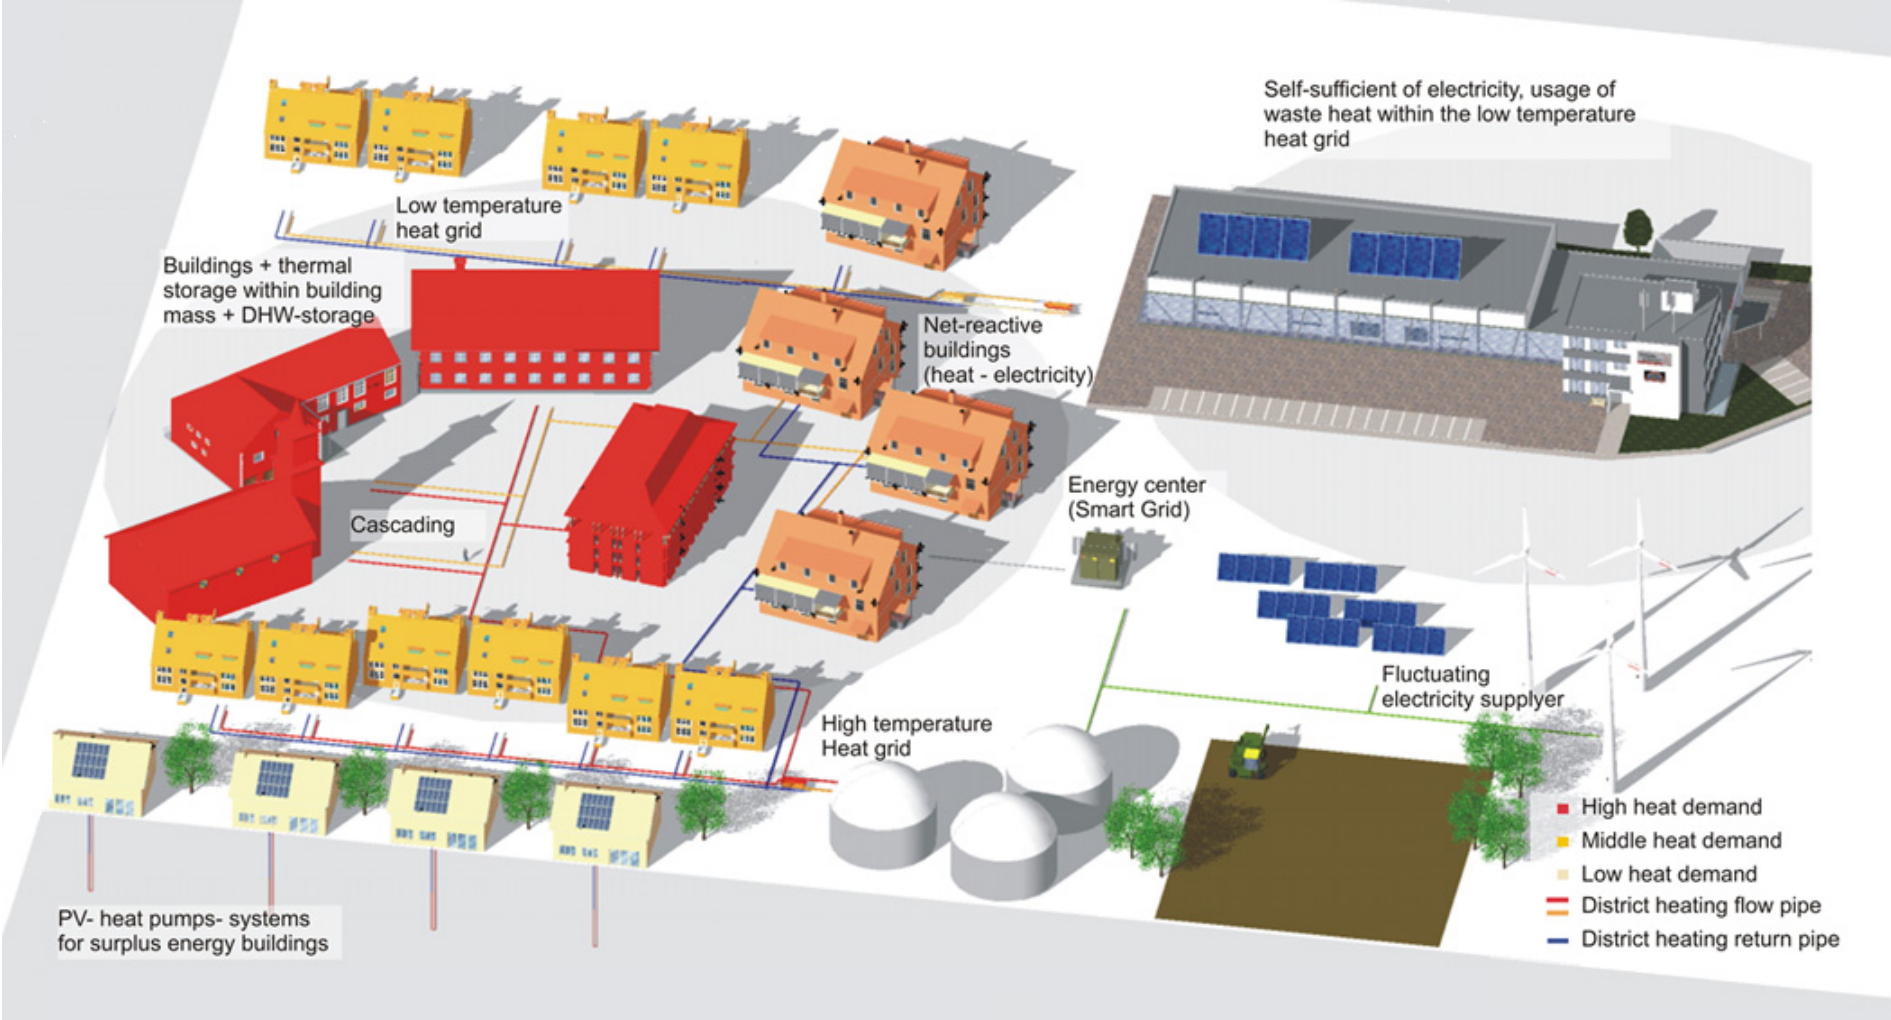 Self-sufficient of electricity, usage of
waste heat within the low temperature
heat grid
Low temperature
heat grid
Buildings + thermal
storage within building
mass + DHW-storage
Net-reactive
buildings
(heat - electricity)
Energy center
(Smart Grid)
Cascading
Fluctuating
electricity supplyer
High temperature
Heat grid
PV- heat pumps- systems
for surplus energy buildings
High heat demand
Middle heat demand
Low heat demand
District heating flow pipe
District heating return pipe